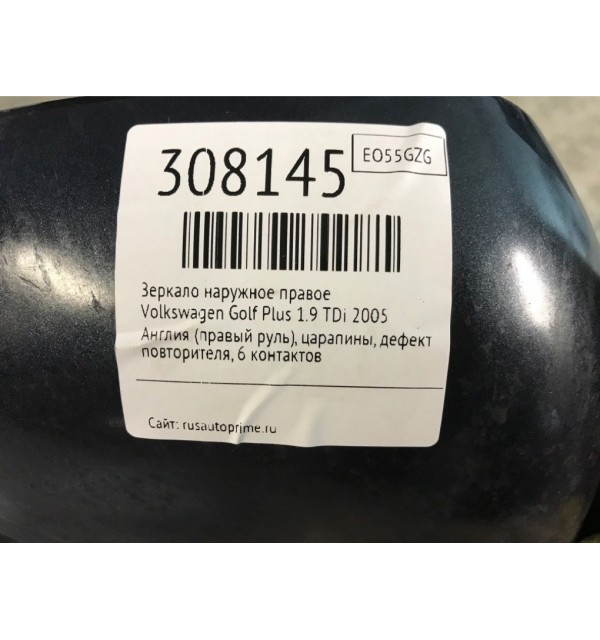 308145
EO55GZG
Зеркало наружное правое
Volkswagen Golf Plus 1.9 TDi 2005
Англия (правый руль), царапины, дефект
повторителя, 6 контактов
Сайт: rusautoprime.ru